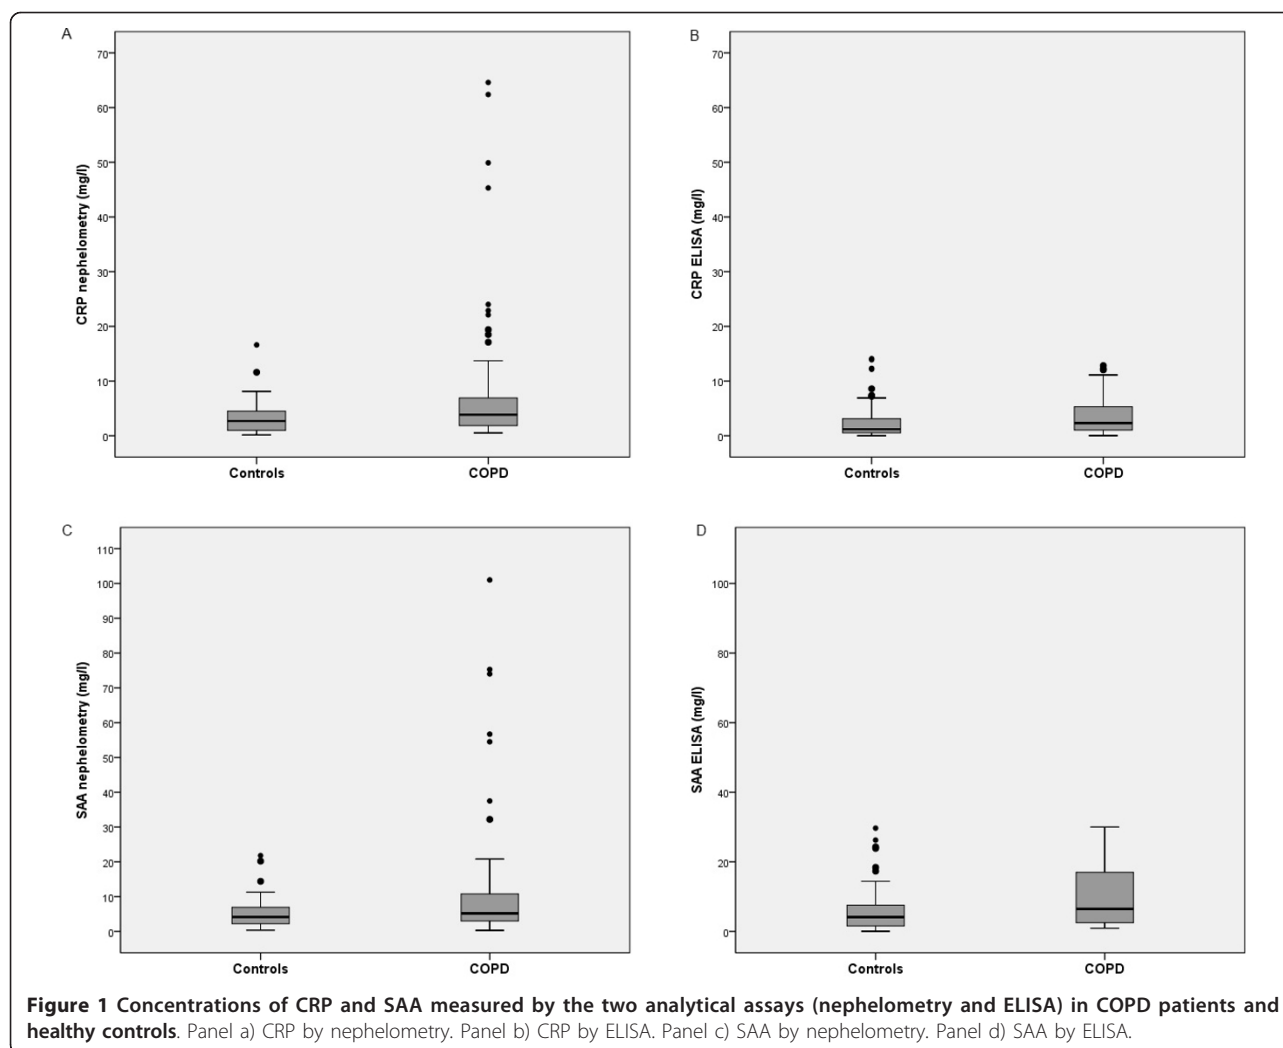 A
70
60
50
40
30
20
10
0
CRP nephelometry (mg/l)
Controls COPD
B
70
60
50
40
30
20
10
0
CRP ELISA (mg/l)
Controls COPD
C
110
100
90
80
70
60
50
40
30
20
10
0
SAA nephelometry (mg/l)
Controls COPD
D
100
80
60
40
20
0
SAA ELISA (mg/l)
Controls COPD
Figure 1 Concentrations of CRP and SAA measured by the two analytical assays (nephelometry and ELISA) in COPD patients and
healthy controls. Panel a) CRP by nephelometry. Panel b) CRP by ELISA. Panel c) SAA by nephelometry. Panel d) SAA by ELISA.